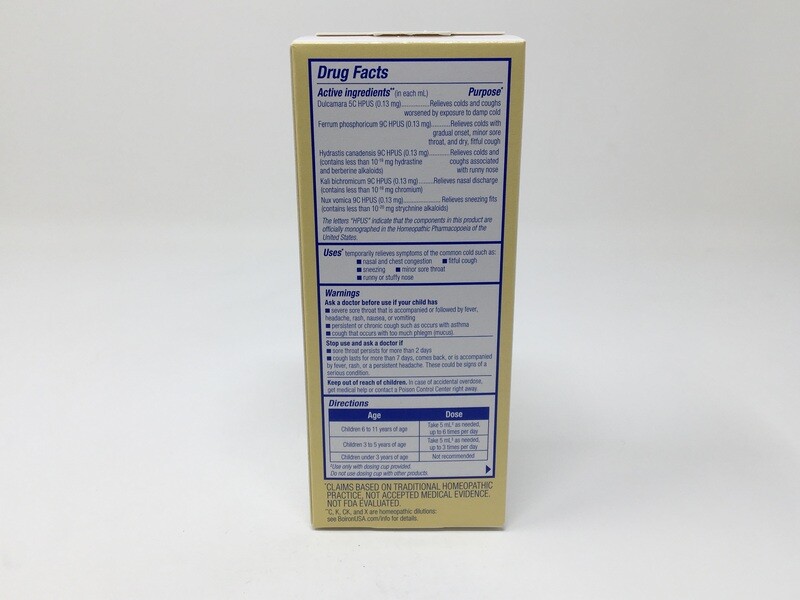 Drug Facts
Active ingredients** (in each mL) Purpose*
Dulcamara 5C HPUS (0.13 mg)..............Relieves colds and coughs
worsened by exposure to damp cold
Ferrum phosphoricum 9C HPUS (0.13 mg)..........Relieves colds with
gradual onset, minor sore
throat, and dry, fitful cough
Hydrastis canadensis 9C HPUS (0.13 mg)...........Relieves colds and
(contains less than 10⁻¹⁹ mg hydrastine coughs associated
and berberine alkaloids) with runny nose
Kali bichromicum 9C HPUS (0.13 mg)........Relieves nasal discharge
(contains less than 10⁻¹⁹ mg chromium)
Nux vomica 9C HPUS (0.13 mg)................... Relieves sneezing fits
(contains less than mg strychnine alkaloids)
The letters "HPUS" indicate that the components in this product are
officially monographed in the Homeopathic Pharmacopoeia of the
United States.
Uses* temporarily relieves symptoms of the common cold such as:
■ nasal and chest congestion ■ fitful cough
■ sneezing ■ minor sore throat
■ runny or stuffy nose
Warnings
Ask a doctor before use if your child has
■ severe sore throat that is accompanied or followed by fever,
headache, rash, nausea, or vomiting
■ persistent or chronic cough such as occurs with asthma
■ cough that occurs with too much phlegm (mucus).
Stop use and ask a doctor if
■ sore throat persists for more than 2 days
■ cough lasts for more than 7 days, comes back, or is accompanied
by fever, rash, or a persistent headache. These could be signs of a
serious condition.
Keep out of reach of children. In case of accidental overdose,
get medical help or contact a Poison Control Center right away.
Directions
Age Dose
Children 6 to 11 years of age Take 5 mL‡ as needed,
up to 6 times per day
Children 3 to 5 years of age Take 5 mL‡ as needed,
up to 3 times per day
Children under 3 years of age Not recommended
‡Use only with dosing cup provided.
Do not use dosing cup with other products.
*CLAIMS BASED ON TRADITIONAL HOMEOPATHIC
PRACTICE, NOT ACCEPTED MEDICAL EVIDENCE.
NOT FDA EVALUATED.
**C, K, CK, and X are homeopathic dilutions:
see BoironUSA.com/info for details.